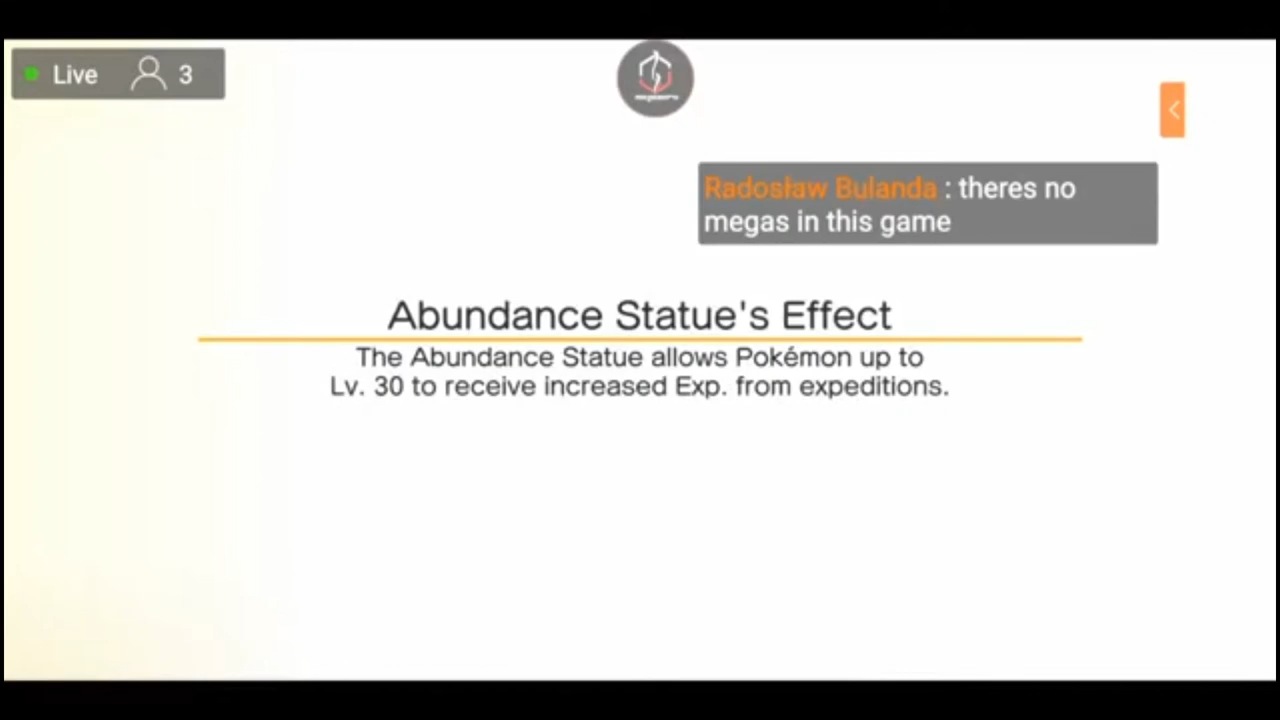 Live 3
Radosław Bulanda : theres no
megas in this game
Abundance Statue's Effect
The Abundance Statue allows Pokémon up to
Lv. 30 to receive increased Exp. from expeditions.